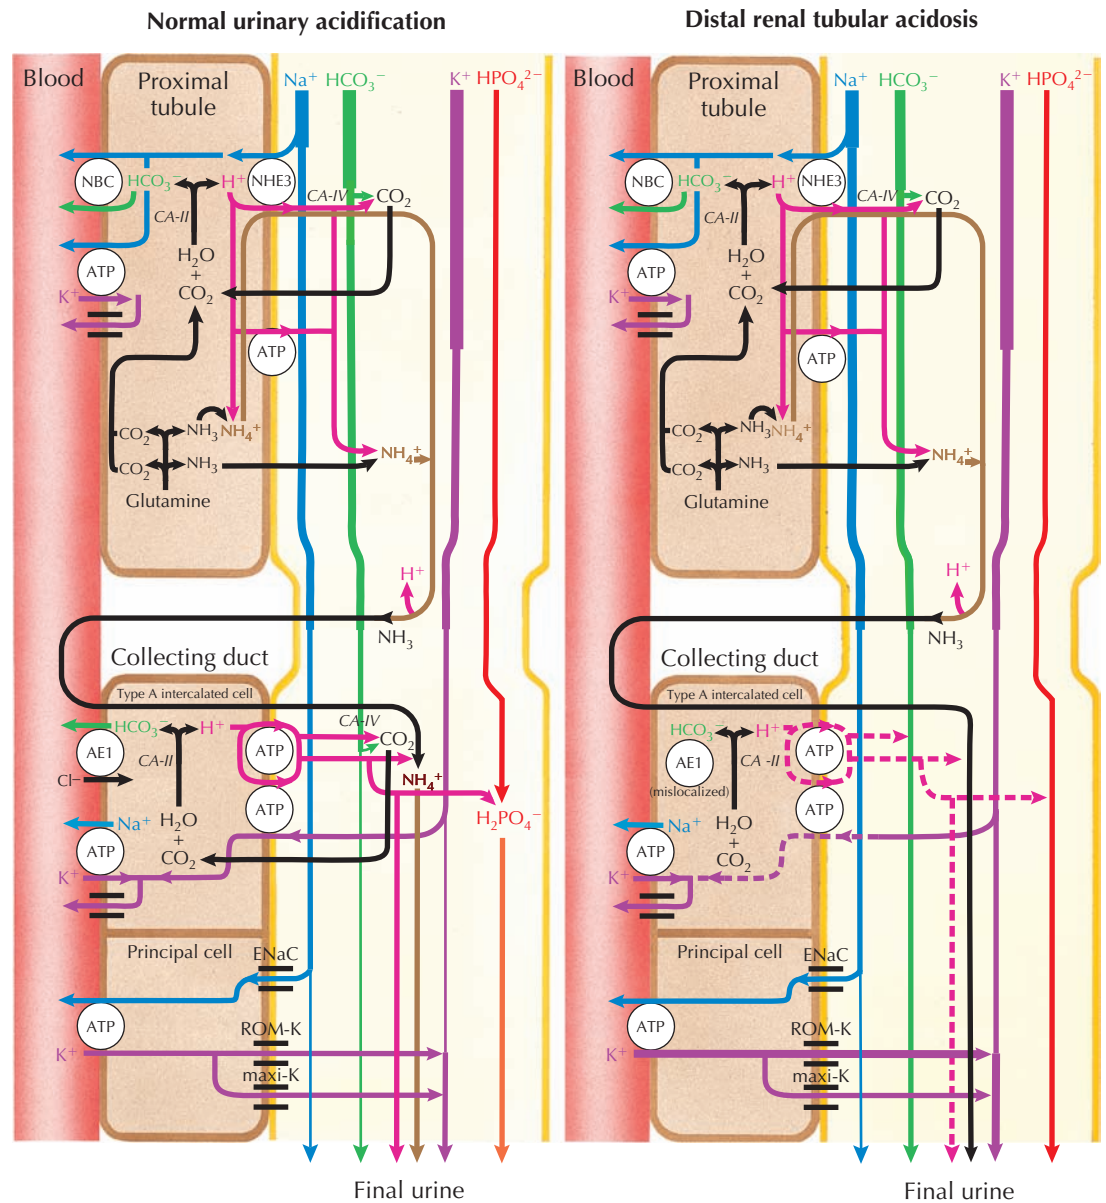 Normal urinary acidification
Blood
Proximal
tubule
Na⁺
HCO₃⁻
K⁺
HPO₄²⁻
NBC
HCO₃⁻
H⁺
NHE3
CA-IV
CO₂
CA-II
H₂O
+
CO₂
ATP
K⁺
ATP
CO₂
NH₃
NH₄⁺
CO₂
NH₃
NH₄⁺
Glutamine
H⁺
NH₃
Collecting duct
Type A intercalated cell
HCO₃⁻
H⁺
ATP
CA-IV
CO₂
AE1
CA-II
Cl⁻
NH₄⁺
ATP
H₂PO₄⁻
Na⁺
H₂O
+
CO₂
ATP
K⁺
Principal cell
ENaC
ATP
ROM-K
K⁺
maxi-K
Final urine
Distal renal tubular acidosis
Blood
Proximal
tubule
Na⁺
HCO₃⁻
K⁺
HPO₄²⁻
NBC
HCO₃⁻
H⁺
NHE3
CA-IV
CO₂
CA-II
H₂O
+
CO₂
ATP
K⁺
ATP
CO₂
NH₃
NH₄⁺
CO₂
NH₃
NH₄⁺
Glutamine
H⁺
NH₃
Collecting duct
Type A intercalated cell
HCO₃⁻
H⁺
ATP
AE1
CA -II
(mislocalized)
ATP
Na⁺
H₂O
+
CO₂
ATP
K⁺
Principal cell
ENaC
ATP
ROM-K
K⁺
maxi-K
Final urine